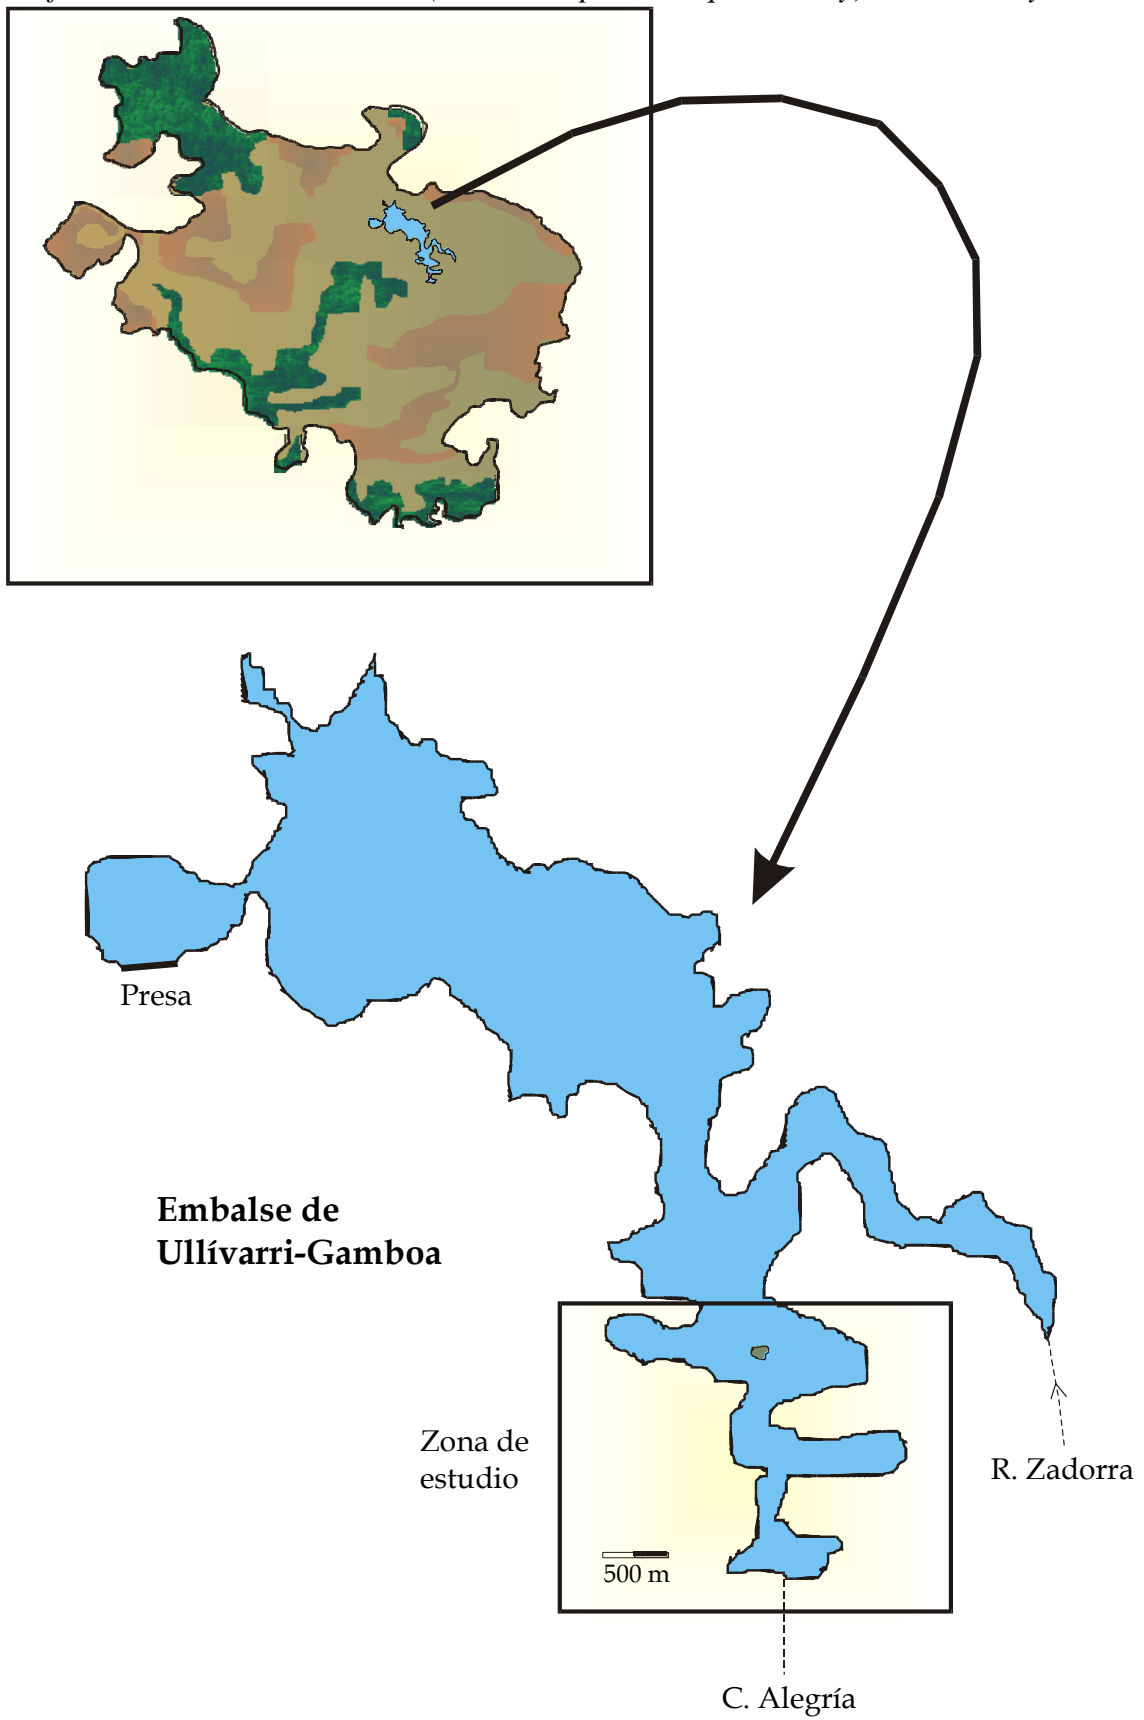 Presa
Embalse de
Ullívarri-Gamboa
Zona de
estudio
R. Zadorra
500 m
C. Alegría